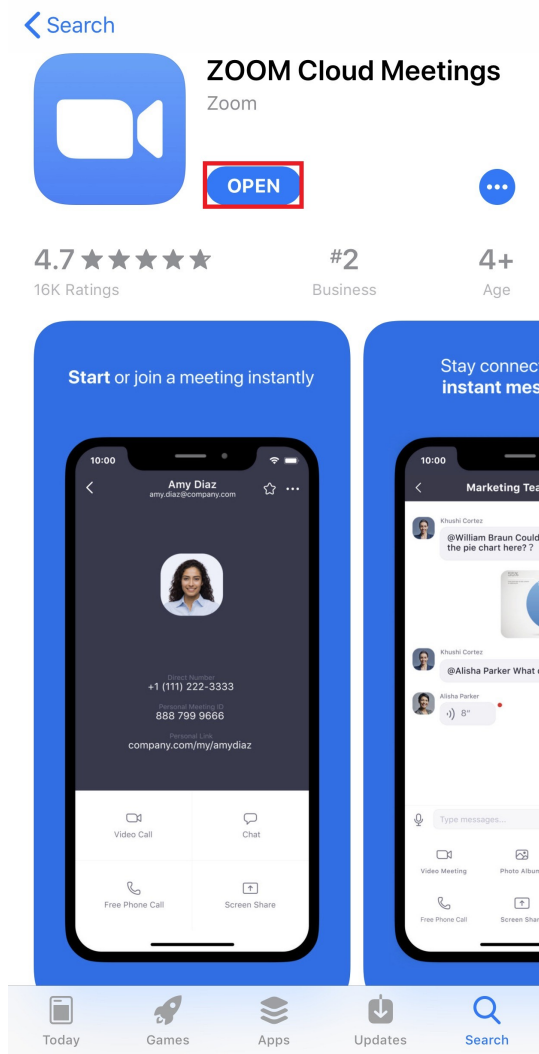 Search
ZOOM Cloud Meetings
Zoom
OPEN
4.7
#2
4+
16K Ratings
Business
Age
Start or join a meeting instantly
10:00
Amy Diaz
amy.diaz@company.com
Direct Number
+1 (111) 222-3333
Personal Meeting ID
888 799 9666
Personal Link
company.com/my/amydiaz
Video Call
Chat
Free Phone Call
Screen Share
Stay connec
instant mes
10:00
Marketing Tea
Khushi Cortez
@William Braun Could
the pie chart here? ?
Khushi Cortez
@Alisha Parker What
Alisha Parker
8"
Type messages...
Video Meeting
Photo Album
Free Phone Call
Screen Shar
Today
Games
Apps
Updates
Search